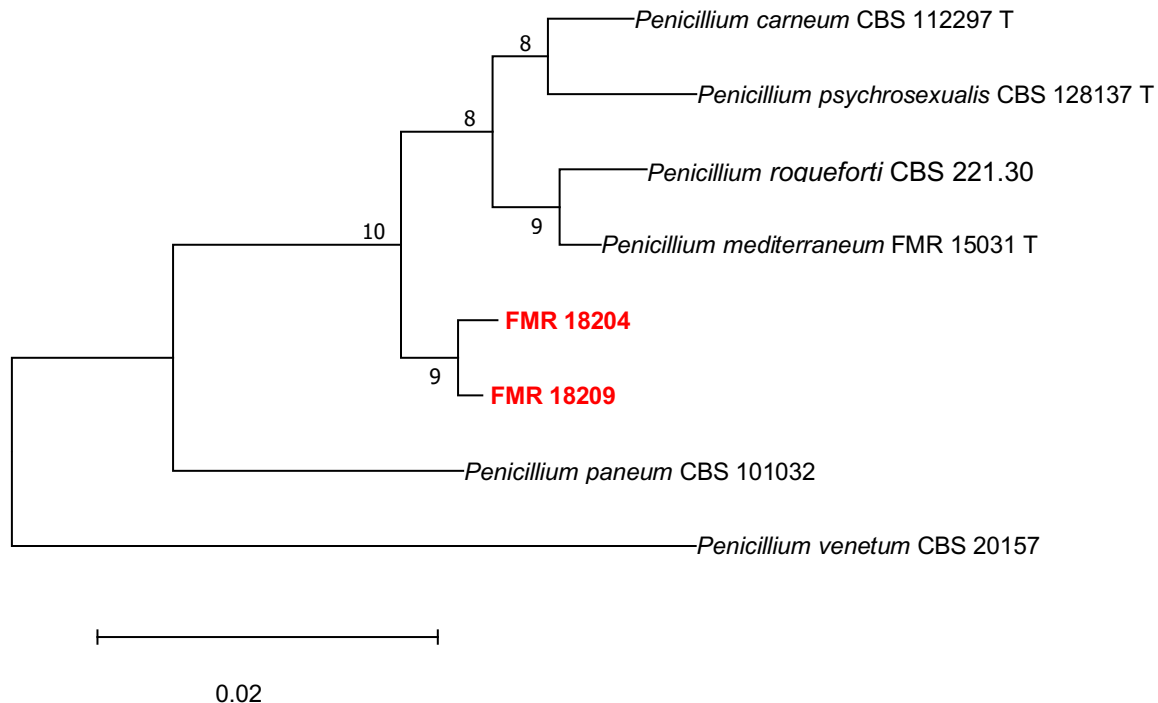 Penicillium carneum CBS 112297 T
8
Penicillium psychrosexualis CBS 128137 T
8
Penicillium roqueforti CBS 221.30
9
Penicillium mediterraneum FMR 15031 T
10
FMR 18204
9
FMR 18209
Penicillium paneum CBS 101032
Penicillium venetum CBS 20157
0.02